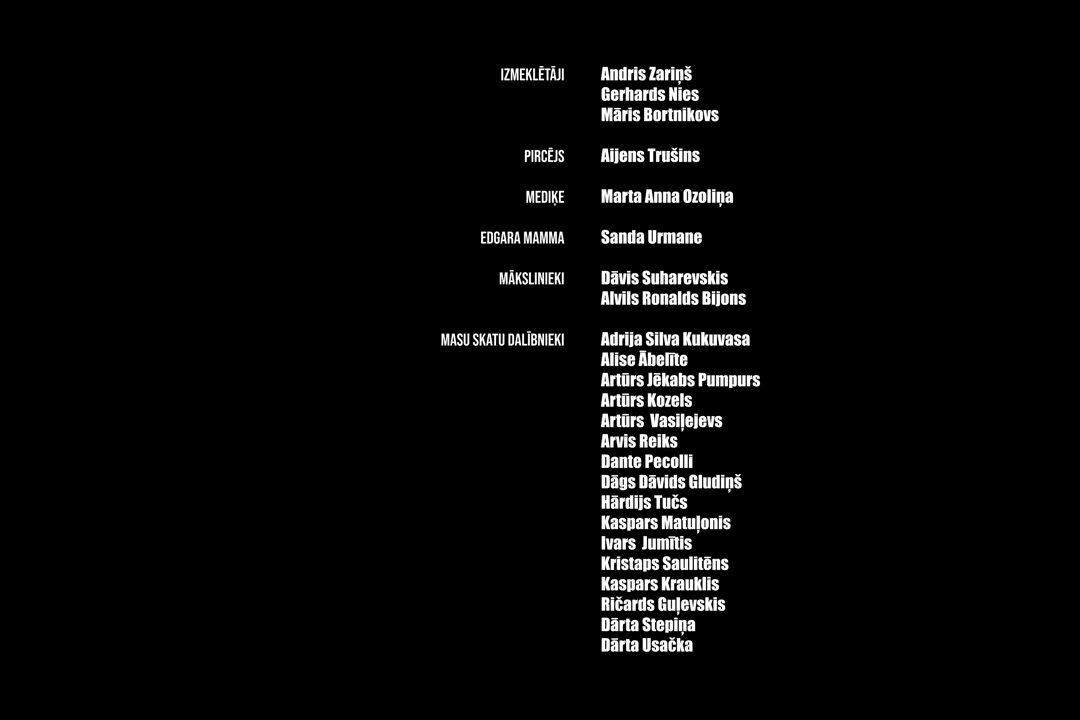 IZMEKLĒTĀJI Andris Zariņš
Gerhards Nies
Māris Bortnikovs
PIRCĒJS Aijens Trušins
MEDIĶE Marta Anna Ozoliņa
EDGARA MAMMA Sanda Urmane
MĀKSLINIEKI Dāvis Suharevskis
Alvils Ronalds Bijons
MASU SKATU DALĪBNIEKI Adrija Silva Kukuvasa
Alise Ābelīte
Artūrs Jēkabs Pumpurs
Artūrs Kozels
Artūrs  Vasiļejevs
Arvis Reiks
Dante Pecolli
Dāgs Dāvids Gludiņš
Hārdijs Tučs
Kaspars Matuļonis
Ivars  Jumītis
Kristaps Saulitēns
Kaspars Krauklis
Ričards Guļevskis
Dārta Stepiņa
Dārta Usačka